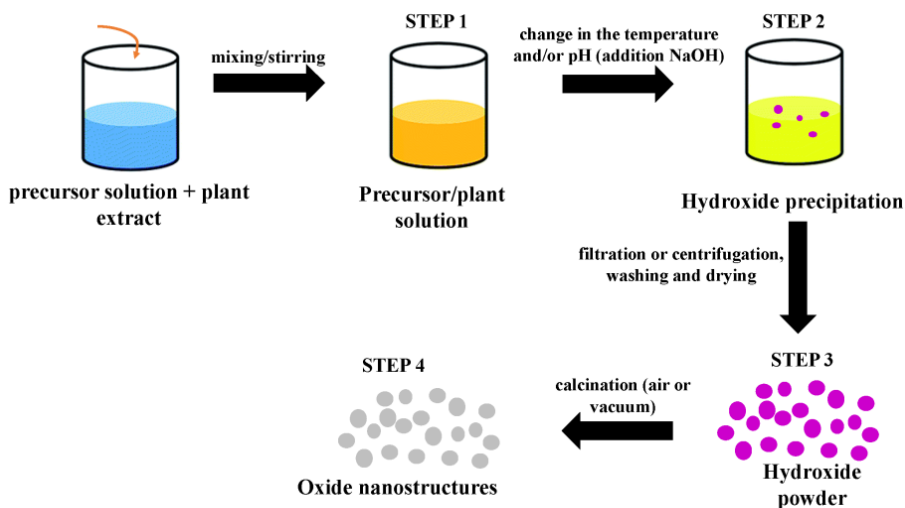 STEP 1
STEP 2
mixing/stirring
change in the temperature
and/or pH (addition NaOH)
precursor solution + plant
extract
Precursor/plant
solution
Hydroxide precipitation
filtration or centrifugation,
washing and drying
STEP 3
STEP 4
calcination (air or
vacuum)
Hydroxide
powder
Oxide nanostructures